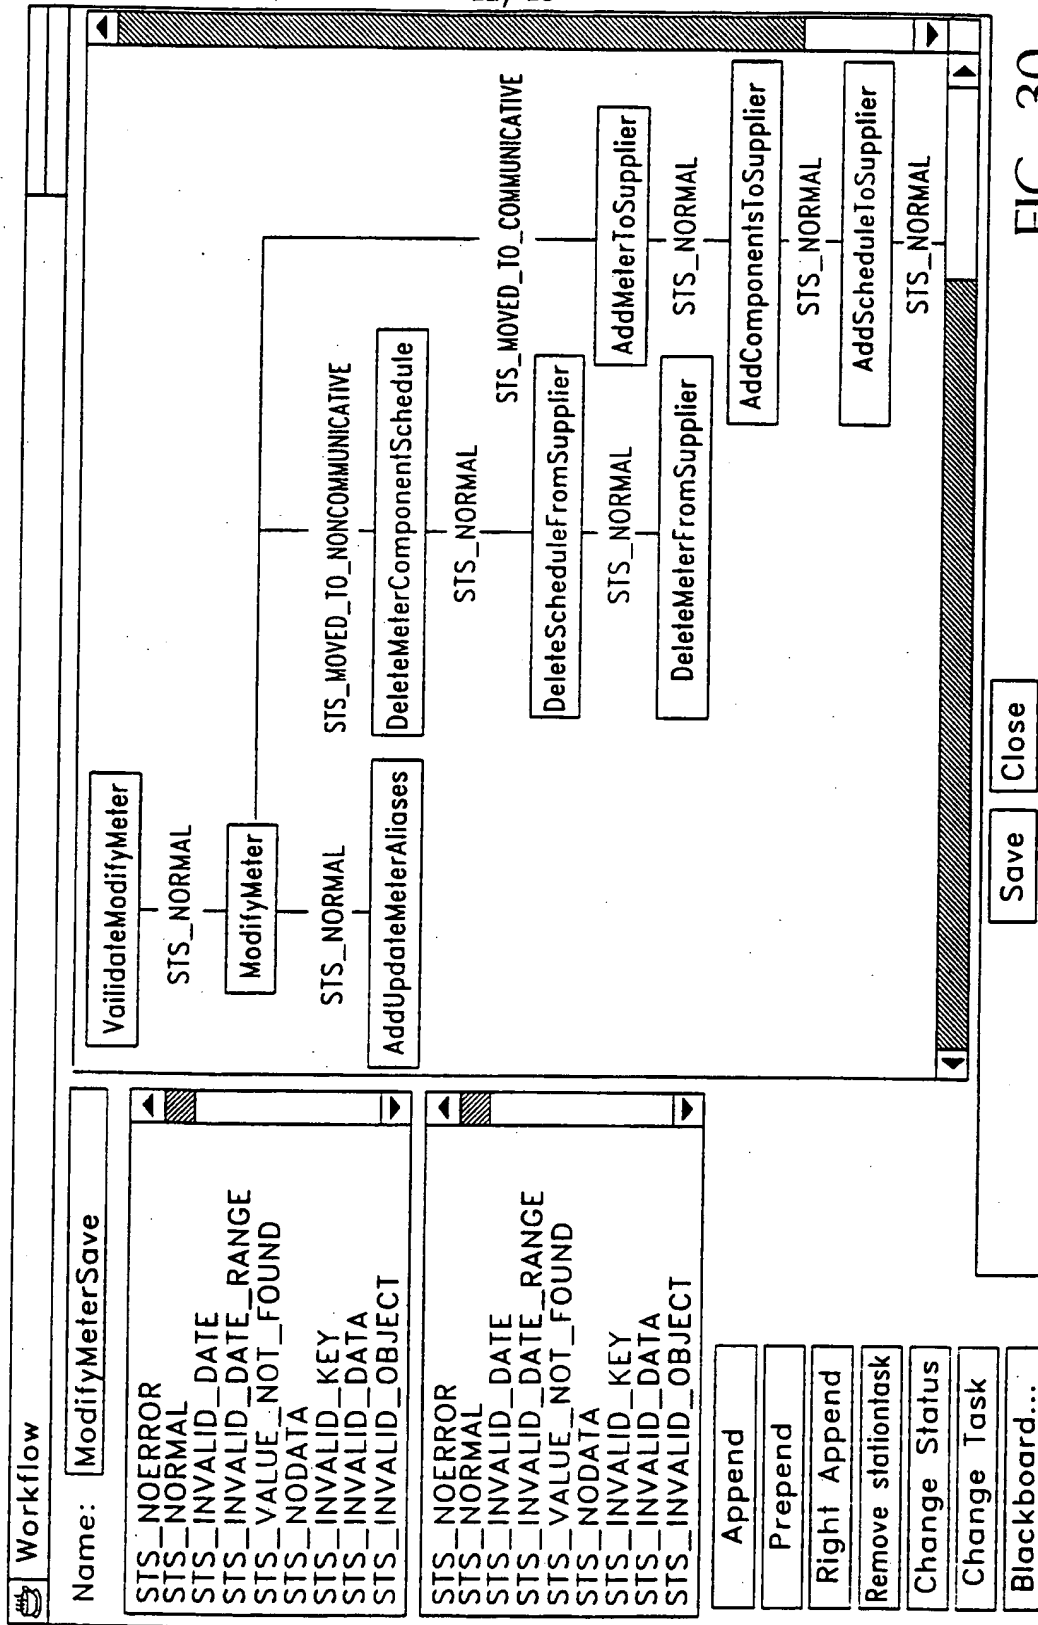 Workflow
Name: ModifyMeterSave
STS_NOERROR
STS_NORMAL
STS_INVALID_DATE
STS_INVALID_DATE_RANGE
STS_VALUE_NOT_FOUND
STS_NODATA
STS_INVALID_KEY
STS_INVALID_DATA
STS_INVALID_OBJECT
STS_NOERROR
STS_NORMAL
STS_INVALID_DATE
STS_INVALID_DATE_RANGE
STS_VALUE_NOT_FOUND
STS_NODATA
STS_INVALID_KEY
STS_INVALID_DATA
STS_INVALID_OBJECT
Append
Prepend
Right Append
Remove stationtask
Change Status
Change Task
Blackboard...
VailidateModifyMeter
STS_NORMAL
ModifyMeter
STS_NORMAL
AddUpdateMeterAliases
STS_MOVED_TO_NONCOMMUNICATIVE
DeleteMeterComponentSchedule
STS_NORMAL
DeleteScheduleFromSupplier
STS_NORMAL
DeleteMeterFromSupplier
STS_MOVED_TO_COMMUNICATIVE
AddMeterToSupplier
STS_NORMAL
AddComponentsToSupplier
STS_NORMAL
AddScheduleToSupplier
STS_NORMAL
Save
Close
FIG. 30